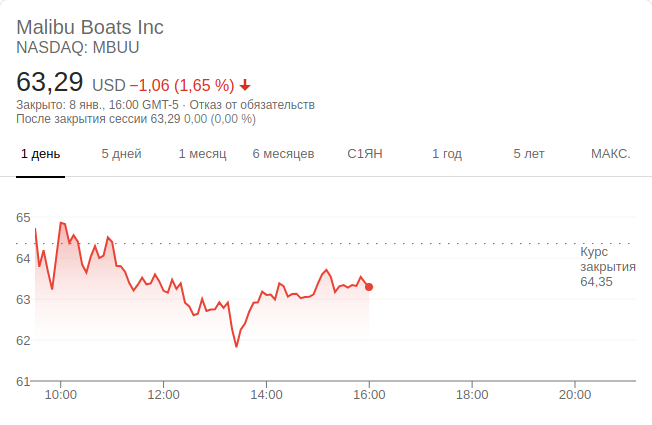 Malibu Boats Inc
NASDAQ: MBUU
63,29 USD −1,06 (1,65 %)
Закрыто: 8 янв., 16:00 GMT-5 · Отказ от обязательств
После закрытия сессии 63,29 0,00 (0,00 %)
1 день 5 дней 1 месяц 6 месяцев С1ЯН 1 год 5 лет МАКС.
65
64
63
62
61
Курс
закрытия
64,35
10:00 12:00 14:00 16:00 18:00 20:00